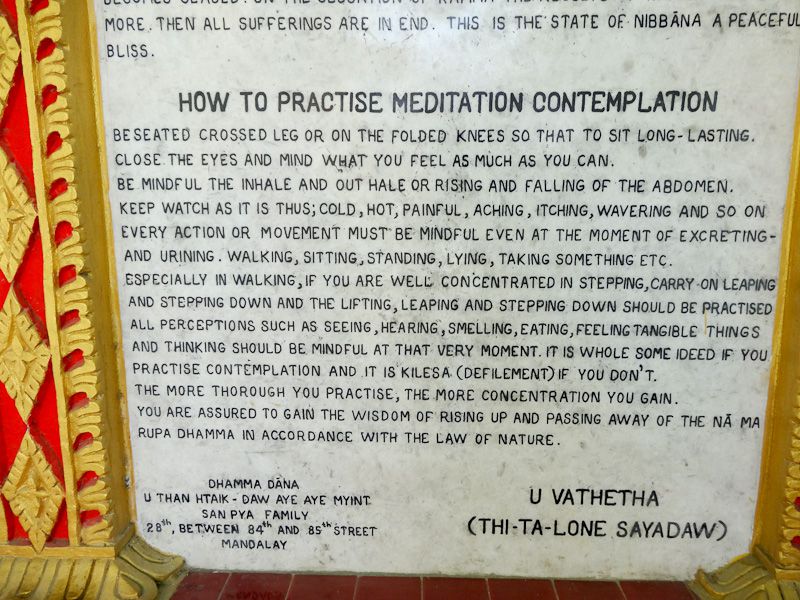 MORE. THEN ALL SUFFERINGS ARE IN END. THIS IS THE STATE OF NIBBĀNA A PEACEFUL
BLISS.
HOW TO PRACTISE MEDITATION CONTEMPLATION
BE SEATED CROSSED LEG OR ON THE FOLDED KNEES SO THAT TO SIT LONG-LASTING.
CLOSE THE EYES AND MIND WHAT YOU FEEL AS MUCH AS YOU CAN.
BE MINDFUL THE INHALE AND OUT HALE OR RISING AND FALLING OF THE ABDOMEN.
KEEP WATCH AS IT IS THUS; COLD, HOT, PAINFUL, ACHING, ITCHING, WAVERING AND SO ON
EVERY ACTION OR MOVEMENT MUST BE MINDFUL EVEN AT THE MOMENT OF EXCRETING-
AND URINING. WALKING, SITTING, STANDING, LYING, TAKING SOMETHING ETC.
ESPECIALLY IN WALKING, IF YOU ARE WELL CONCENTRATED IN STEPPING, CARRY ON LEAPING
AND STEPPING DOWN AND THE LIFTING, LEAPING AND STEPPING DOWN SHOULD BE PRACTISED
ALL PERCEPTIONS SUCH AS SEEING, HEARING, SMELLING, EATING, FEELING TANGIBLE THINGS
AND THINKING SHOULD BE MINDFUL AT THAT VERY MOMENT. IT IS WHOLE SOME IDEED IF YOU
PRACTISE CONTEMPLATION AND IT IS KILESA (DEFILEMENT) IF YOU DON'T.
THE MORE THOROUGH YOU PRACTISE, THE MORE CONCENTRATION YOU GAIN.
YOU ARE ASSURED TO GAIN THE WISDOM OF RISING UP AND PASSING AWAY OF THE NĀ MA
RUPA DHAMMA IN ACCORDANCE WITH THE LAW OF NATURE.
DHAMMA DĀNA
U THAN HTAIK - DAW AYE AYE MYINT
SAN PYA FAMILY
28th, BETWEEN 84th AND 85th STREET
MANDALAY
U VATHETHA
(THI-TA-LONE SAYADAW)